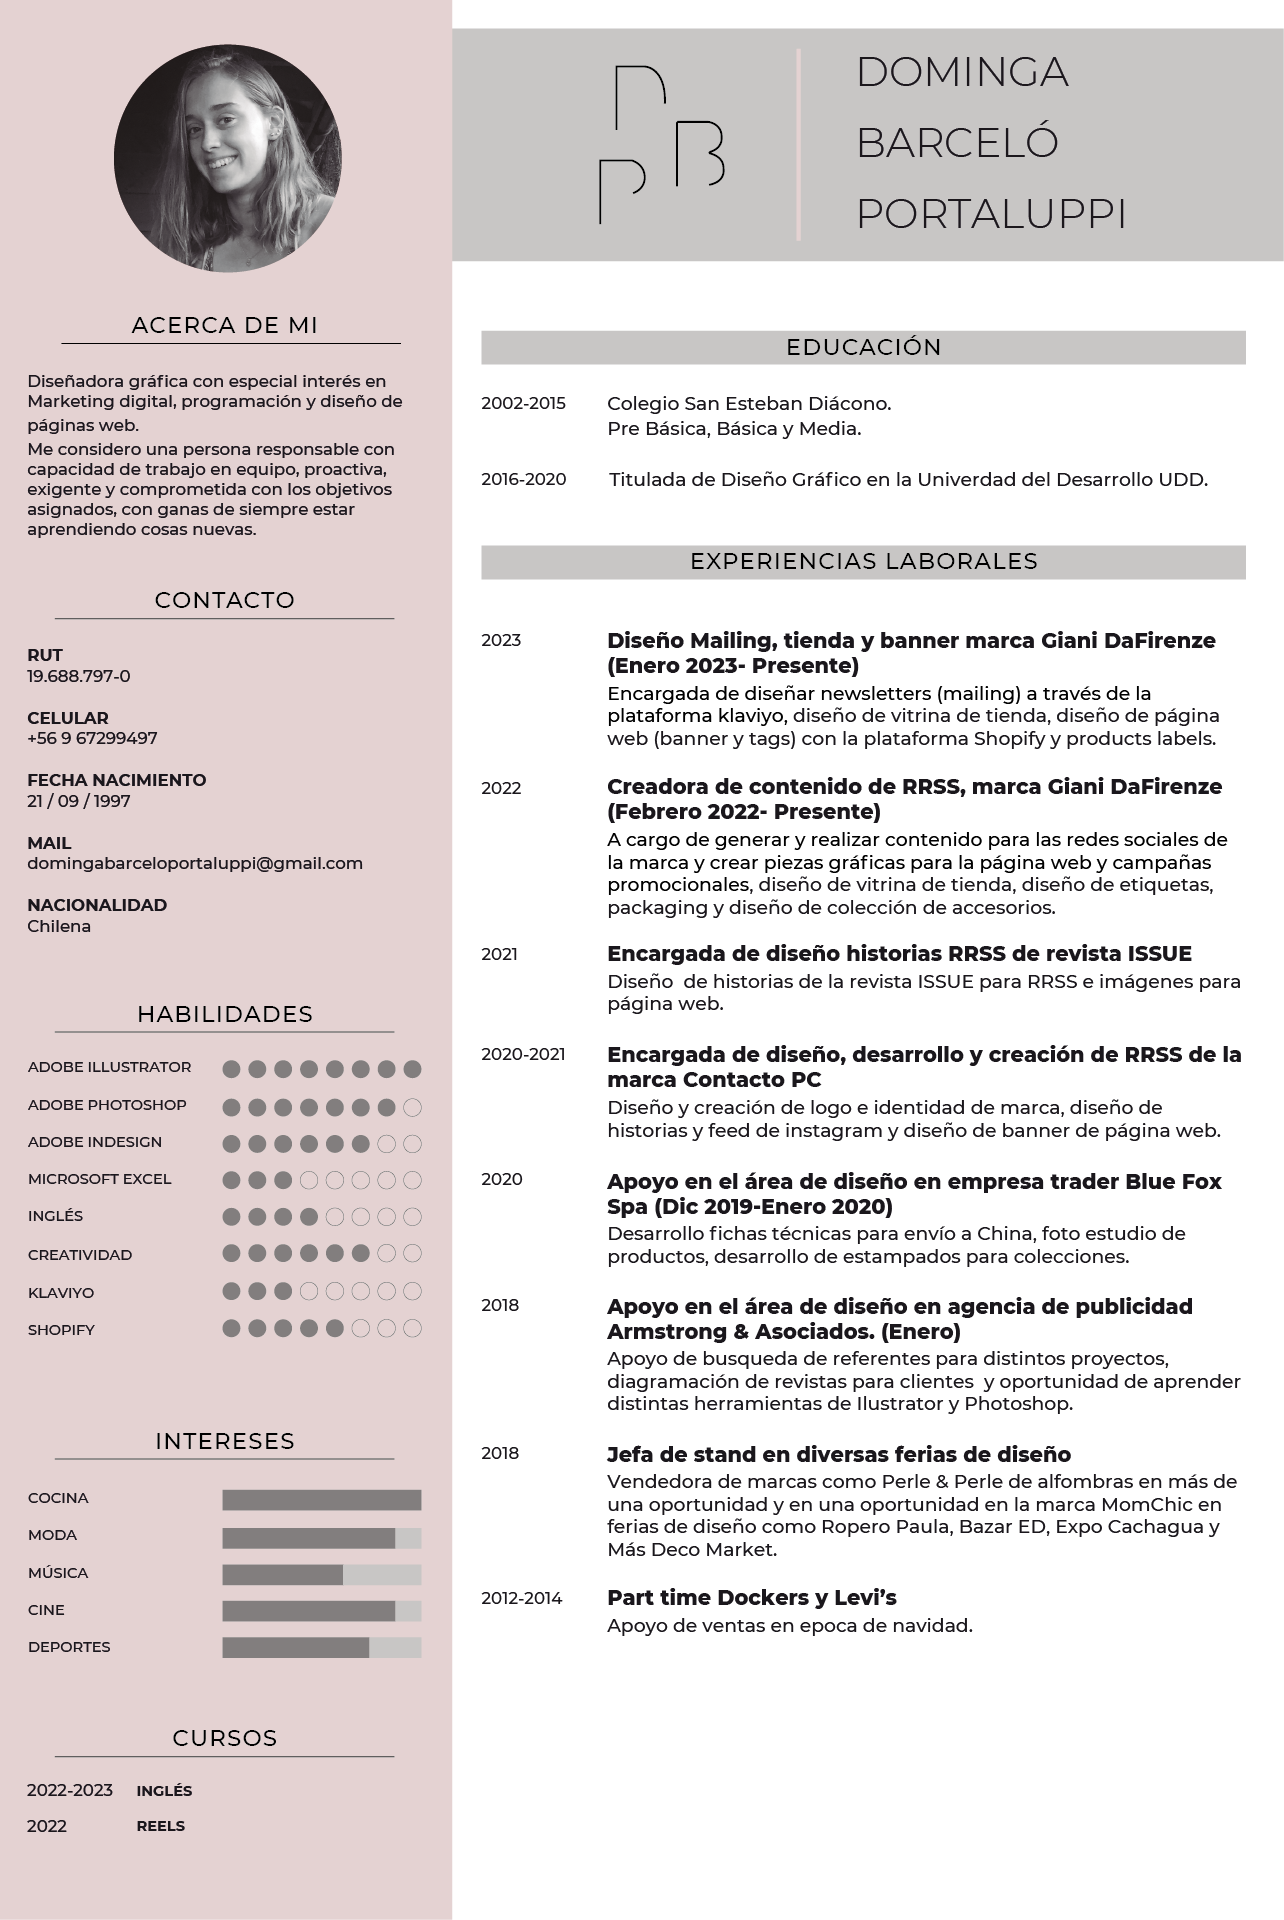 DOMINGA
BARCELÓ
PORTALUPPI
D
B
P
ACERCA DE MI
Diseñadora gráfica con especial interés en
Marketing digital, programación y diseño de
páginas web.
Me considero una persona responsable con
capacidad de trabajo en equipo, proactiva,
exigente y comprometida con los objetivos
asignados, con ganas de siempre estar
aprendiendo cosas nuevas.
CONTACTO
RUT
19.688.797-0
CELULAR
+56 9 67299497
FECHA NACIMIENTO
21 / 09 / 1997
MAIL
domingabarceloportaluppi@gmail.com
NACIONALIDAD
Chilena
HABILIDADES
ADOBE ILLUSTRATOR
ADOBE PHOTOSHOP
ADOBE INDESIGN
MICROSOFT EXCEL
INGLÉS
CREATIVIDAD
KLAVIYO
SHOPIFY
INTERESES
COCINA
MODA
MÚSICA
CINE
DEPORTES
CURSOS
2022-2023 INGLÉS
2022 REELS
EDUCACIÓN
2002-2015 Colegio San Esteban Diácono.
Pre Básica, Básica y Media.
2016-2020 Titulada de Diseño Gráfico en la Univerdad del Desarrollo UDD.
EXPERIENCIAS LABORALES
2023 Diseño Mailing, tienda y banner marca Giani DaFirenze
(Enero 2023- Presente)
Encargada de diseñar newsletters (mailing) a través de la
plataforma klaviyo, diseño de vitrina de tienda, diseño de página
web (banner y tags) con la plataforma Shopify y products labels.
2022 Creadora de contenido de RRSS, marca Giani DaFirenze
(Febrero 2022- Presente)
A cargo de generar y realizar contenido para las redes sociales de
la marca y crear piezas gráficas para la página web y campañas
promocionales, diseño de vitrina de tienda, diseño de etiquetas,
packaging y diseño de colección de accesorios.
2021 Encargada de diseño historias RRSS de revista ISSUE
Diseño de historias de la revista ISSUE para RRSS e imágenes para
página web.
2020-2021 Encargada de diseño, desarrollo y creación de RRSS de la
marca Contacto PC
Diseño y creación de logo e identidad de marca, diseño de
historias y feed de instagram y diseño de banner de página web.
2020 Apoyo en el área de diseño en empresa trader Blue Fox
Spa (Dic 2019-Enero 2020)
Desarrollo fichas técnicas para envío a China, foto estudio de
productos, desarrollo de estampados para colecciones.
2018 Apoyo en el área de diseño en agencia de publicidad
Armstrong & Asociados. (Enero)
Apoyo de busqueda de referentes para distintos proyectos,
diagramación de revistas para clientes y oportunidad de aprender
distintas herramientas de Ilustrator y Photoshop.
2018 Jefa de stand en diversas ferias de diseño
Vendedora de marcas como Perle & Perle de alfombras en más de
una oportunidad y en una oportunidad en la marca MomChic en
ferias de diseño como Ropero Paula, Bazar ED, Expo Cachagua y
Más Deco Market.
2012-2014 Part time Dockers y Levi's
Apoyo de ventas en epoca de navidad.